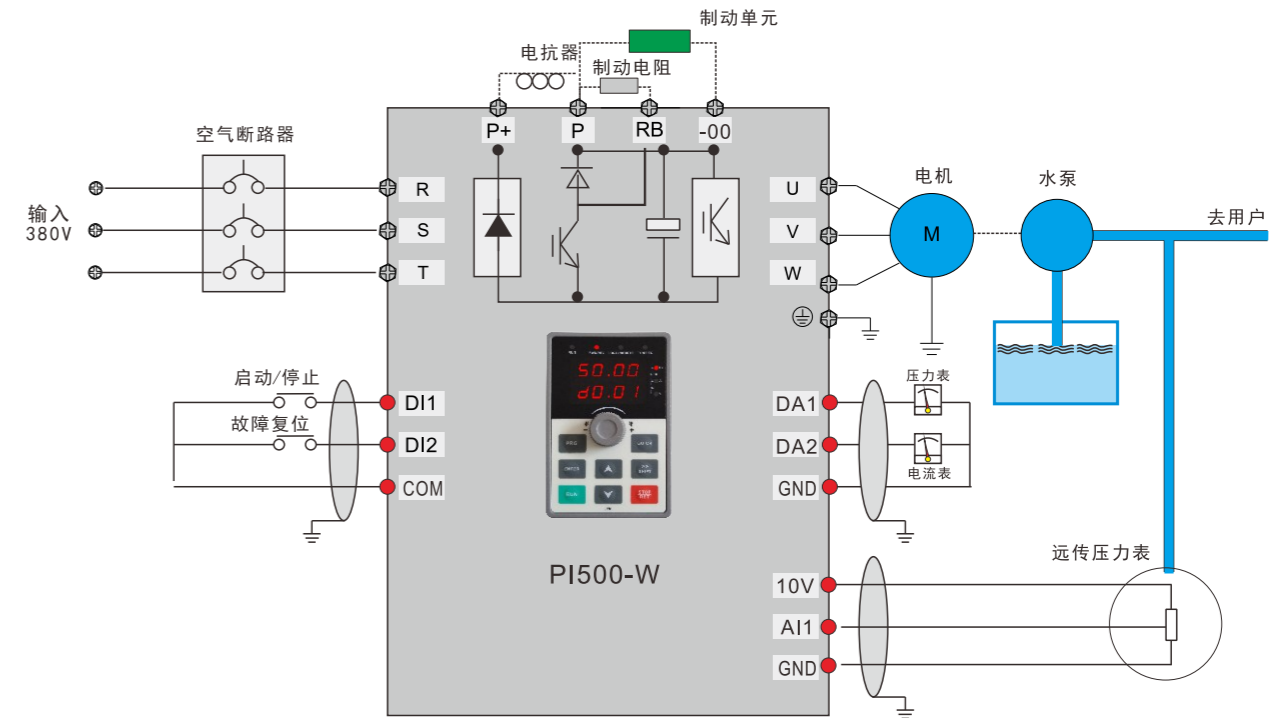 制动单元
电抗器
制动电阻
P+
P
RB
-00
空气断路器
输入
380V
R
S
T
U
V
W
电机
M
水泵
去用户
50.00
d0.01
启动/停止
DI1
故障复位
DI2
COM
DA1
压力表
DA2
电流表
GND
PI500-W
远传压力表
10V
AI1
GND